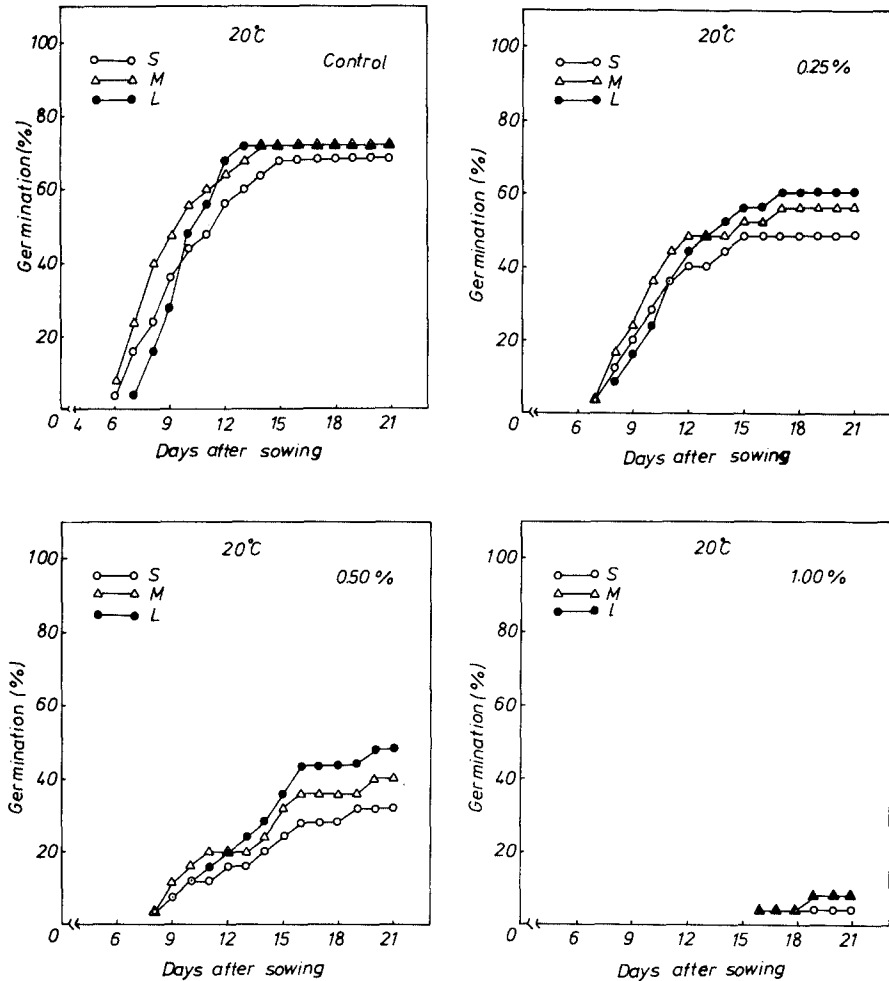 20℃
Control
S
M
L
100
80
60
40
20
0
Germination (%)
4 6 9 12 15 18 21
Days after sowing
20℃
0.25%
S
M
L
100
80
60
40
20
0
Germination (%)
6 9 12 15 18 21
Days after sowing
20℃
0.50%
S
M
L
100
80
60
40
20
0
Germination (%)
6 9 12 15 18 21
Days after sowing
20℃
1.00%
S
M
l
100
80
60
40
20
0
Germination (%)
6 9 12 15 18 21
Days after sowing